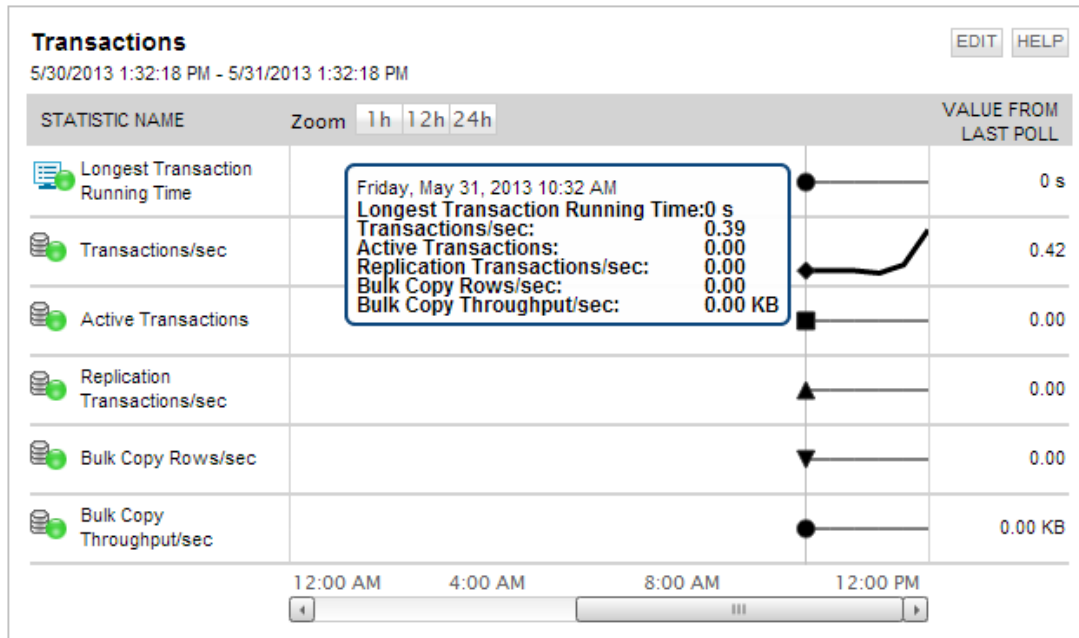 Transactions
EDIT HELP
5/30/2013 1:32:18 PM - 5/31/2013 1:32:18 PM
STATISTIC NAME
Zoom 1h 12h 24h
VALUE FROM
LAST POLL
Longest Transaction
Running Time
0 s
Friday, May 31, 2013 10:32 AM
Longest Transaction Running Time:0 s
Transactions/sec: 0.39
Active Transactions: 0.00
Replication Transactions/sec: 0.00
Bulk Copy Rows/sec: 0.00
Bulk Copy Throughput/sec: 0.00 KB
Transactions/sec
0.42
Active Transactions
0.00
Replication
Transactions/sec
0.00
Bulk Copy Rows/sec
0.00
Bulk Copy
Throughput/sec
0.00 KB
12:00 AM 4:00 AM 8:00 AM 12:00 PM